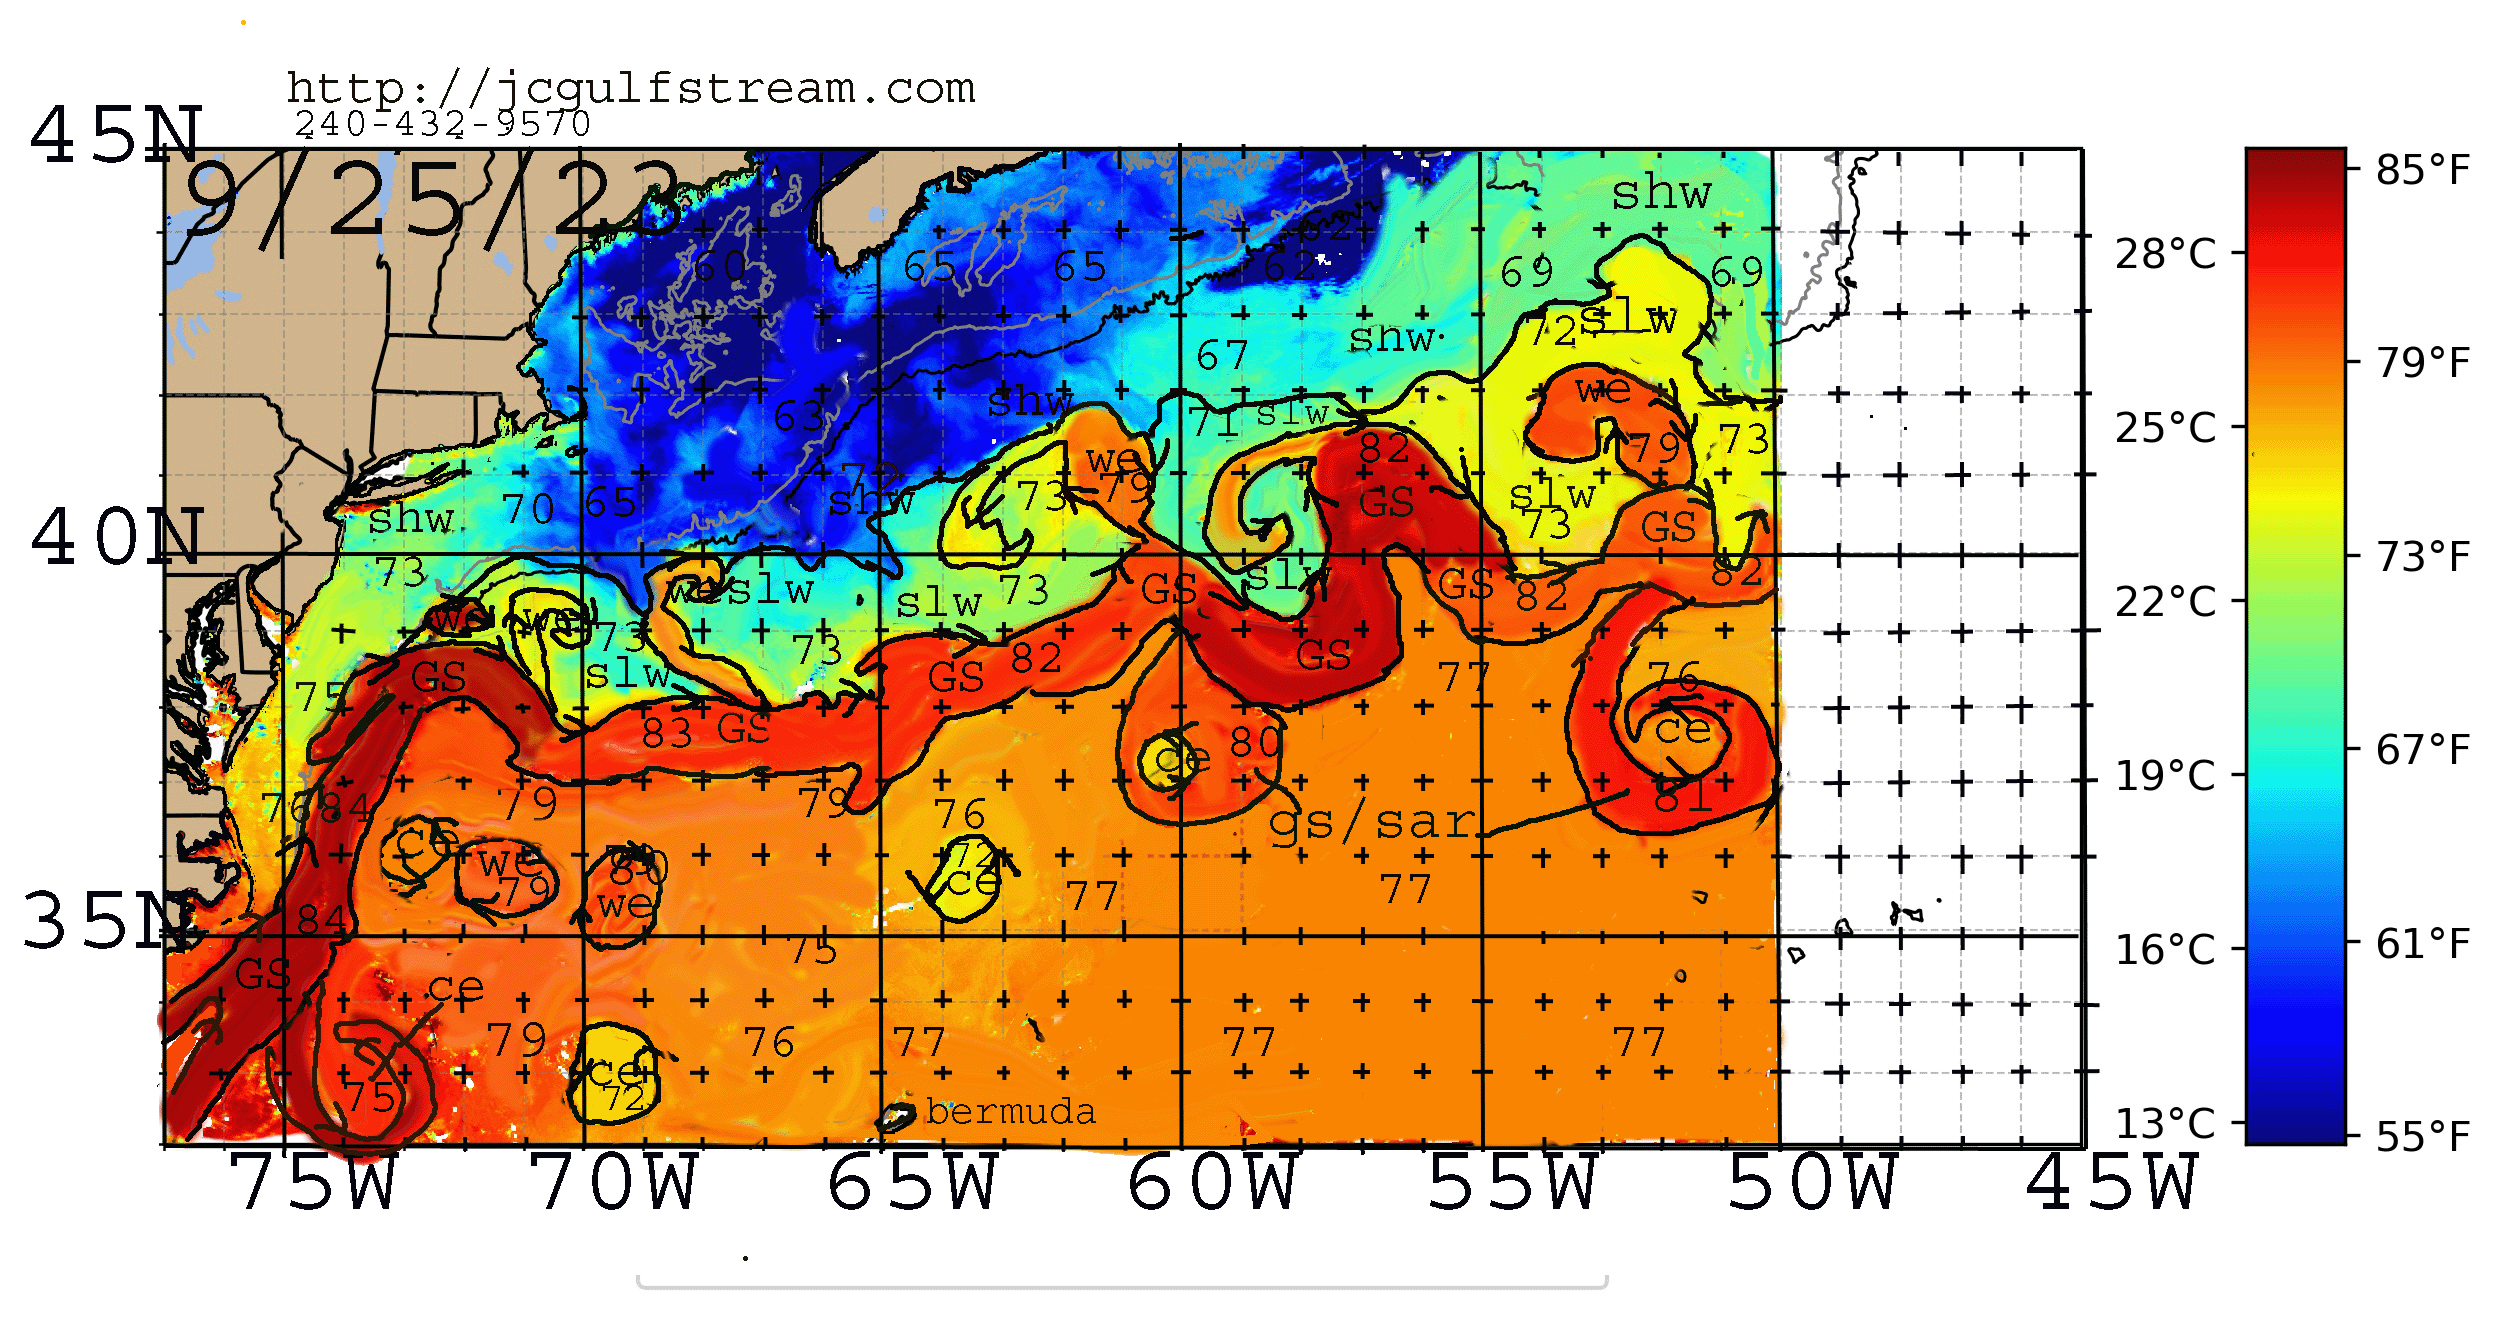 http://jcgulfstream.com
240-432-9570
45N
9/25/23
85°F
shw
60
65
65
62
62
69
69
28°C
72
slw
67
shw.
79°F
63
shw
we
71
slw
82
we
25°C
73
79
we
79
73
72
shw
70
65
shw
GS
slw
73
GS
40N
73
we
slw
slw
73
GS
slw
GS
82
82
73°F
22°C
we
we
73
slw
73
GS
82
GS
77
76
75
GS
83
GS
ce
80
ce
67°F
19°C
76
84
79
79
76
gs/sar
81
ce
we
79
80
we
72
ce
77
77
35N
84
75
61°F
16°C
GS
ce
79
76
77
77
77
75
ce
72
bermuda
13°C
55°F
75W
70W
65W
60W
55W
50W
45W